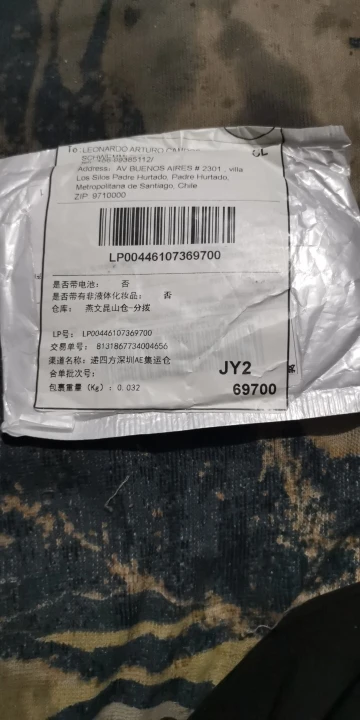 To: LEONARDO ARTURO
GL
Address: AV BUENOS AIRES # 2301 , villa
Los Silos Padre Hurtado, Padre Hurtado,
Metropolitana de Santiago, Chile
ZIP: 9710000
LP00446107369700
是否带电池： 否
是否带有非液体化妆品： 否
仓库： 燕文昆山仓-分拨
LP号： LP00446107369700
交易单号： 8131867734004656
渠道名称：递四方深圳AE集运仓
合单批次号：
包裹重量（Kg）：0.032
JY2
69700